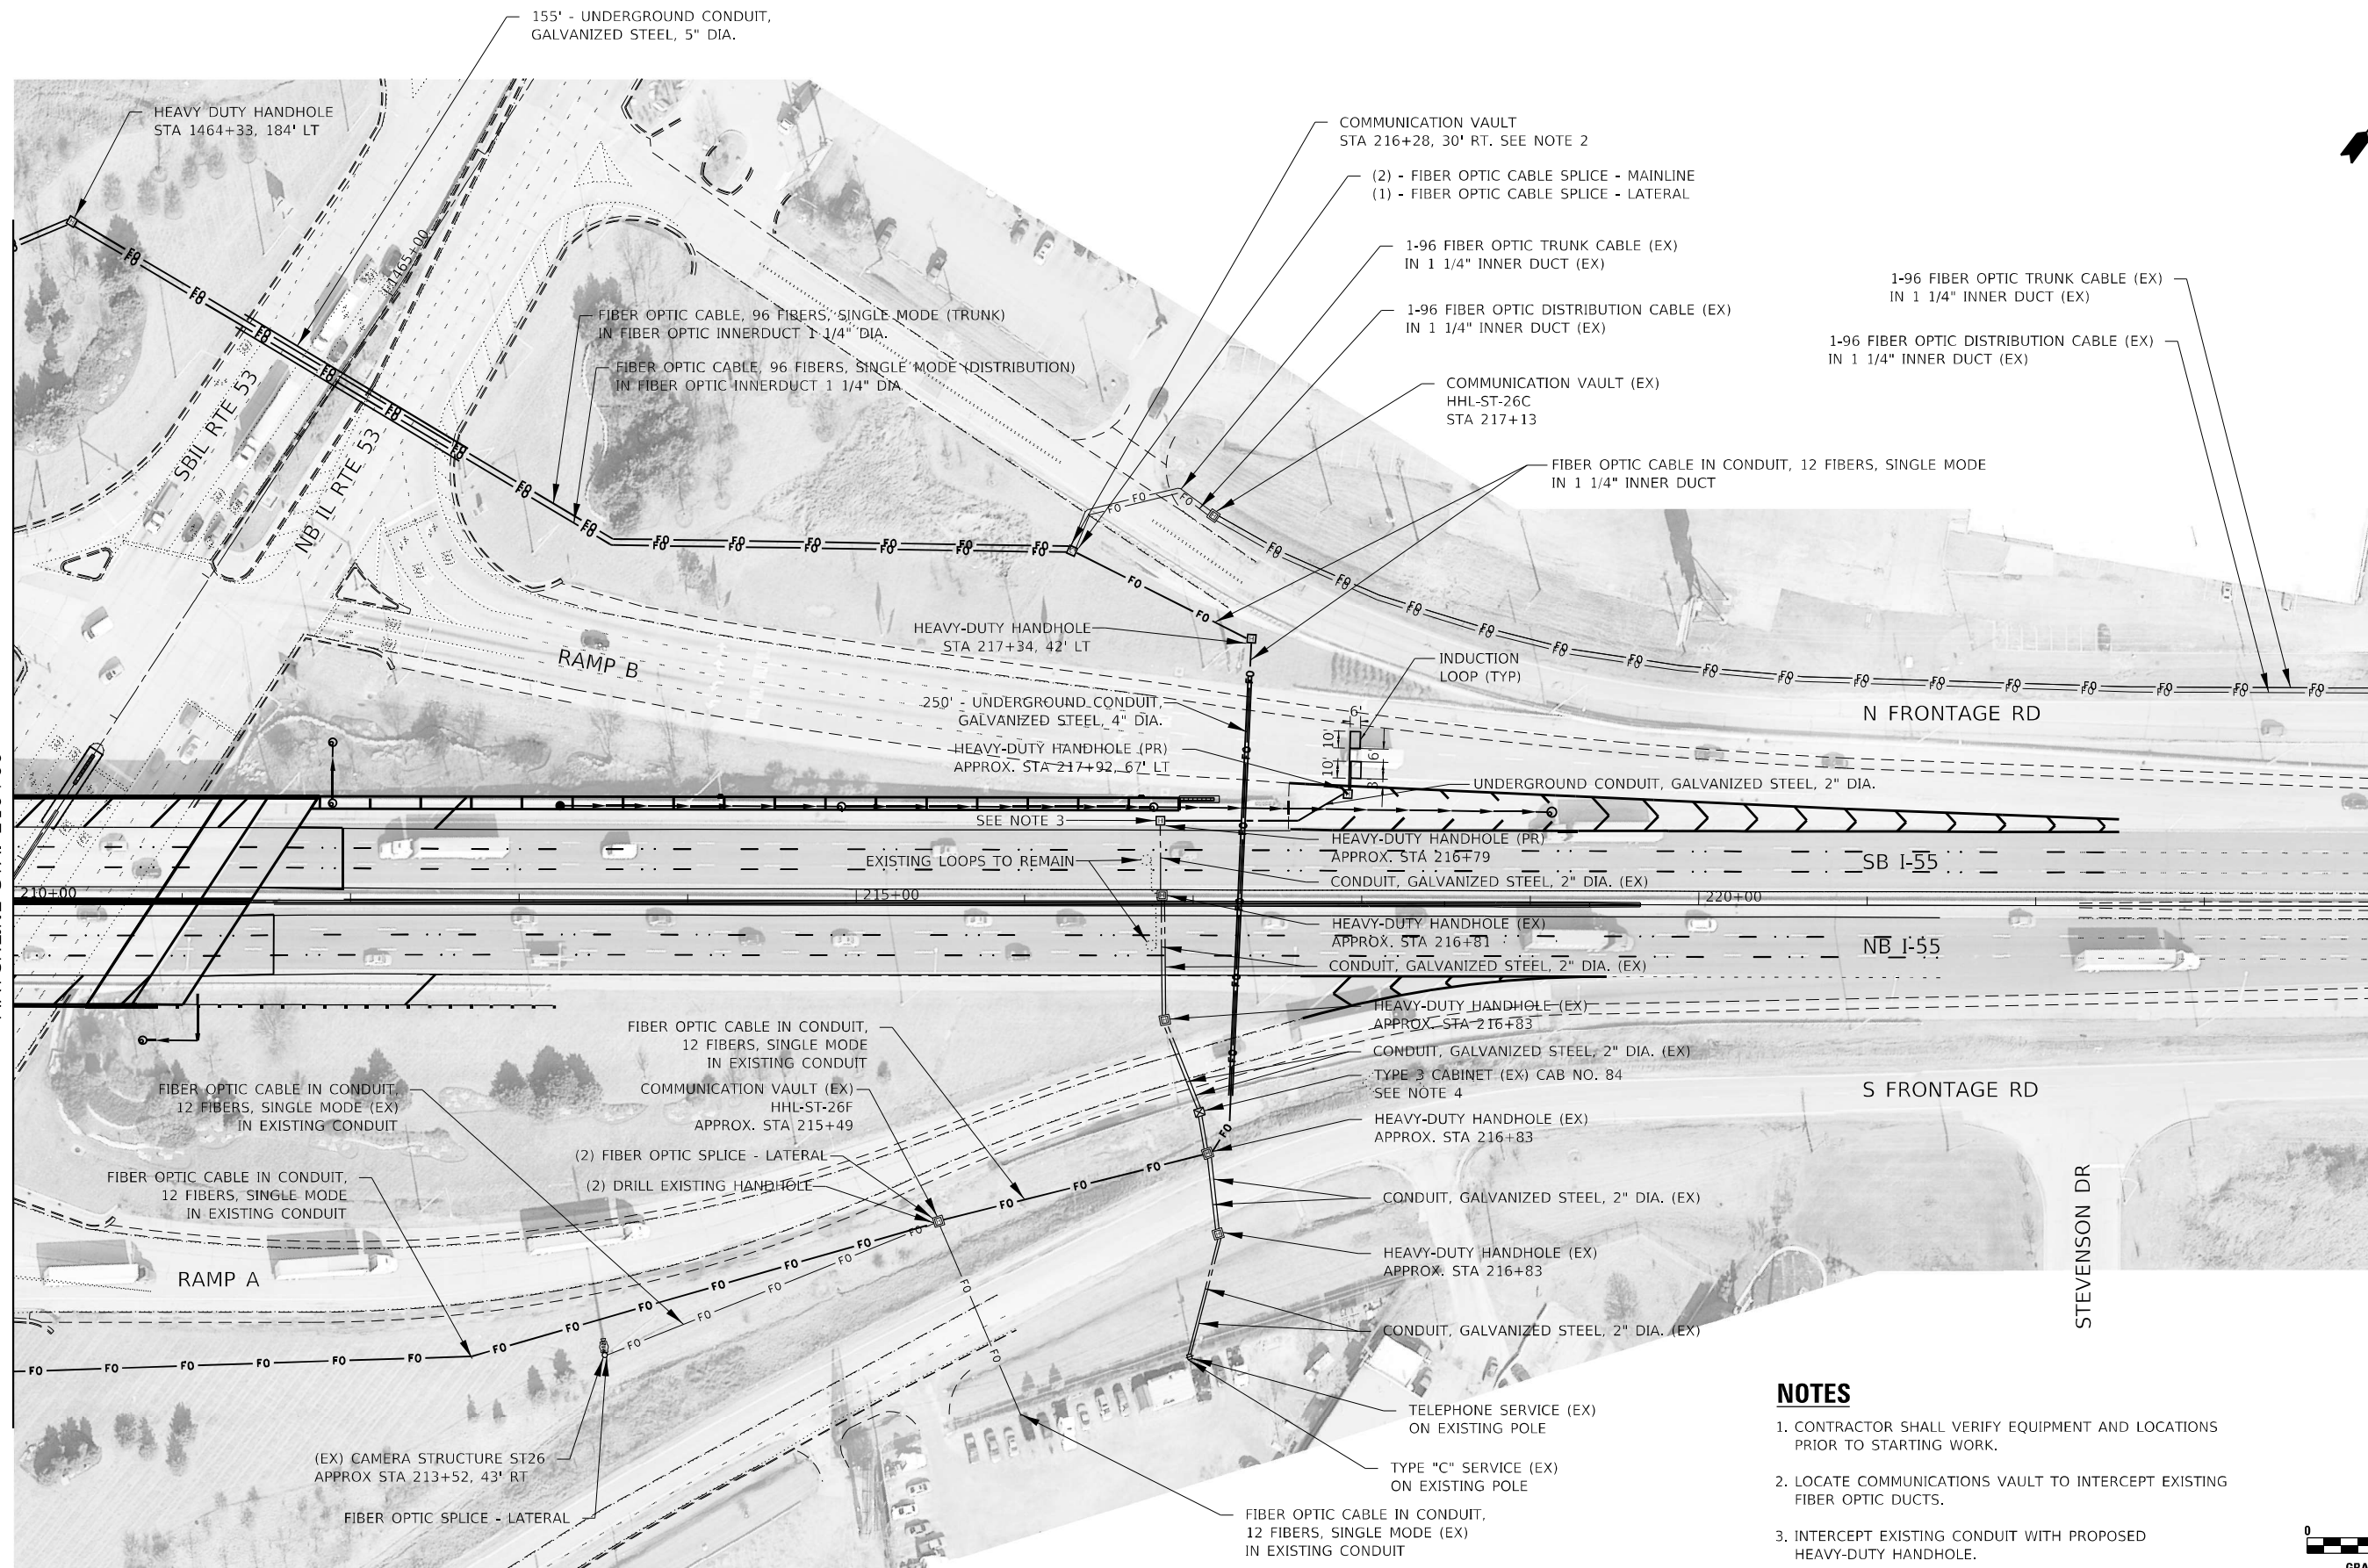 155' - UNDERGROUND CONDUIT,
GALVANIZED STEEL, 5" DIA.
HEAVY DUTY HANDHOLE
STA 1464+33, 184' LT
COMMUNICATION VAULT
STA 216+28, 30' RT. SEE NOTE 2
(2) - FIBER OPTIC CABLE SPLICE - MAINLINE
(1) - FIBER OPTIC CABLE SPLICE - LATERAL
1-96 FIBER OPTIC TRUNK CABLE (EX)
IN 1 1/4" INNER DUCT (EX)
1-96 FIBER OPTIC DISTRIBUTION CABLE (EX)
IN 1 1/4" INNER DUCT (EX)
1-96 FIBER OPTIC TRUNK CABLE (EX)
IN 1 1/4" INNER DUCT (EX)
1-96 FIBER OPTIC DISTRIBUTION CABLE (EX)
IN 1 1/4" INNER DUCT (EX)
COMMUNICATION VAULT (EX)
HHL-ST-26C
STA 217+13
FIBER OPTIC CABLE IN CONDUIT, 12 FIBERS, SINGLE MODE
IN 1 1/4" INNER DUCT
1465+00
FIBER OPTIC CABLE, 96 FIBERS, SINGLE MODE (TRUNK)
IN FIBER OPTIC INNERDUCT 1 1/4" DIA.
FIBER OPTIC CABLE, 96 FIBERS, SINGLE MODE (DISTRIBUTION)
IN FIBER OPTIC INNERDUCT 1 1/4" DIA
SBIL RTE 53
NB IL RTE 53
HEAVY-DUTY HANDHOLE
STA 217+34, 42' LT
RAMP B
INDUCTION
LOOP (TYP)
N FRONTAGE RD
250' - UNDERGROUND CONDUIT,
GALVANIZED STEEL, 4" DIA.
6'
10'
6'
10'
HEAVY-DUTY HANDHOLE (PR)
APPROX. STA 217+92, 67' LT
UNDERGROUND CONDUIT, GALVANIZED STEEL, 2" DIA.
SEE NOTE 3
HEAVY-DUTY HANDHOLE (PR)
APPROX. STA 216+79
EXISTING LOOPS TO REMAIN
SB I-55
CONDUIT, GALVANIZED STEEL, 2" DIA. (EX)
210+00
215+00
220+00
HEAVY-DUTY HANDHOLE (EX)
APPROX. STA 216+81
NB I-55
CONDUIT, GALVANIZED STEEL, 2" DIA. (EX)
HEAVY-DUTY HANDHOLE (EX)
APPROX. STA 216+83
FIBER OPTIC CABLE IN CONDUIT,
12 FIBERS, SINGLE MODE
IN EXISTING CONDUIT
CONDUIT, GALVANIZED STEEL, 2" DIA. (EX)
TYPE 3 CABINET (EX) CAB NO. 84
SEE NOTE 4
S FRONTAGE RD
FIBER OPTIC CABLE IN CONDUIT,
12 FIBERS, SINGLE MODE (EX)
IN EXISTING CONDUIT
COMMUNICATION VAULT (EX)
HHL-ST-26F
APPROX. STA 215+49
HEAVY-DUTY HANDHOLE (EX)
APPROX. STA 216+83
(2) FIBER OPTIC SPLICE - LATERAL
(2) DRILL EXISTING HANDHOLE
FIBER OPTIC CABLE IN CONDUIT,
12 FIBERS, SINGLE MODE
IN EXISTING CONDUIT
CONDUIT, GALVANIZED STEEL, 2" DIA. (EX)
STEVENSON DR
HEAVY-DUTY HANDHOLE (EX)
APPROX. STA 216+83
RAMP A
CONDUIT, GALVANIZED STEEL, 2" DIA. (EX)
TELEPHONE SERVICE (EX)
ON EXISTING POLE
(EX) CAMERA STRUCTURE ST26
APPROX STA 213+52, 43' RT
TYPE "C" SERVICE (EX)
ON EXISTING POLE
FIBER OPTIC SPLICE - LATERAL
FIBER OPTIC CABLE IN CONDUIT,
12 FIBERS, SINGLE MODE (EX)
IN EXISTING CONDUIT
NOTES
1. CONTRACTOR SHALL VERIFY EQUIPMENT AND LOCATIONS
PRIOR TO STARTING WORK.
2. LOCATE COMMUNICATIONS VAULT TO INTERCEPT EXISTING
FIBER OPTIC DUCTS.
3. INTERCEPT EXISTING CONDUIT WITH PROPOSED
HEAVY-DUTY HANDHOLE.
0